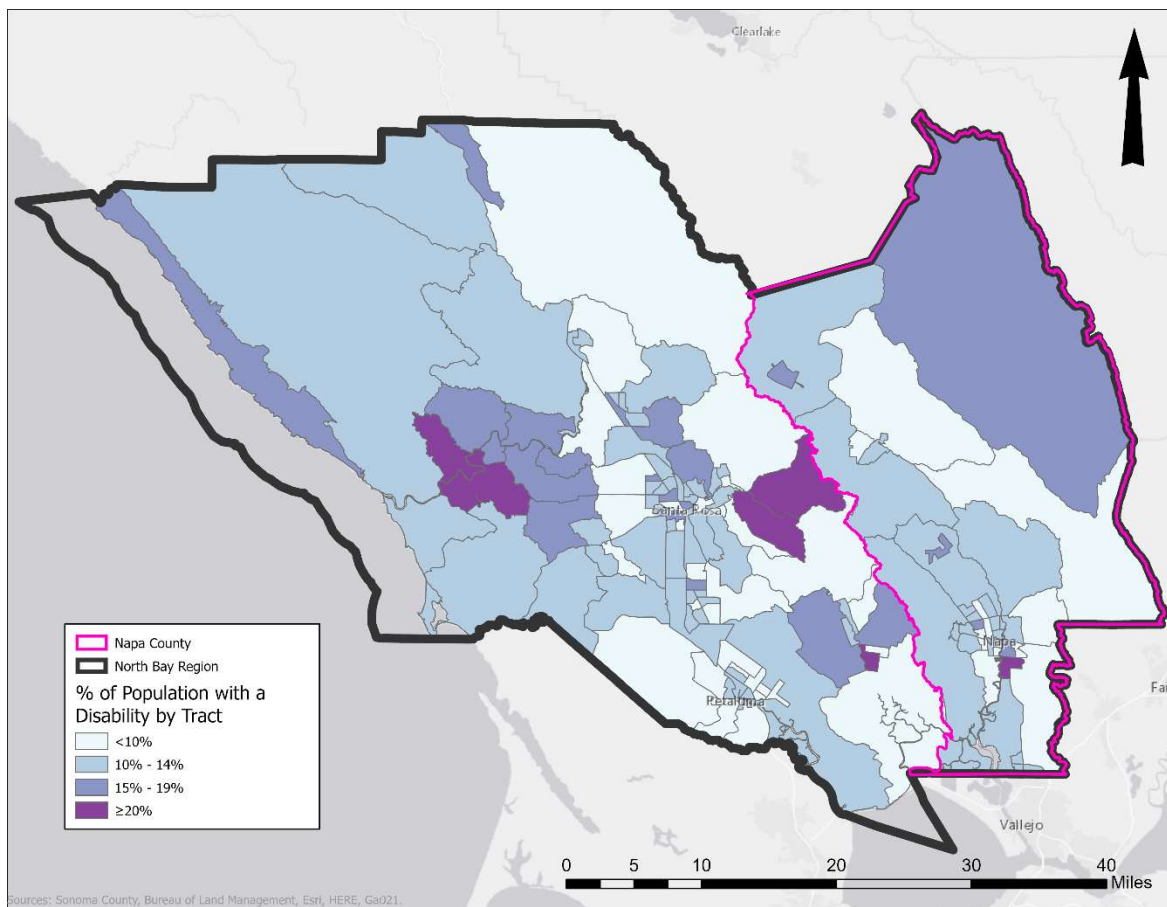 Clearlake
Santa Rosa
Napa
Petaluma
Fa
Vallejo
Napa County
North Bay Region
% of Population with a
Disability by Tract
<10%
10% - 14%
15% - 19%
≥20%
0 5 10 20 30 40
Miles
Sources: Sonoma County, Bureau of Land Management, Esri, HERE, Ga021.